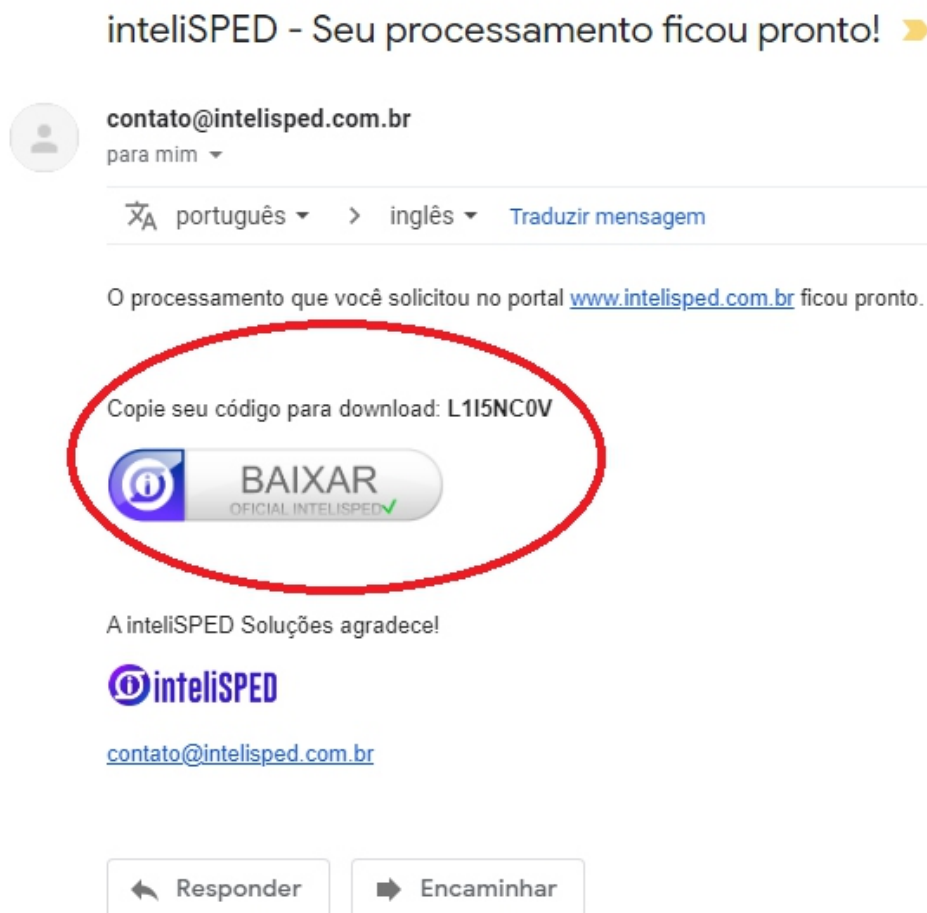 inteliSPED - Seu processamento ficou pronto!
contato@intelisped.com.br
para mim
português > inglês Traduzir mensagem
O processamento que você solicitou no portal www.intelisped.com.br ficou pronto.
Copie seu código para download: L1I5NC0V
BAIXAR
OFICIAL INTELISPED
A inteliSPED Soluções agradece!
inteliSPED
contato@intelisped.com.br
Responder Encaminhar